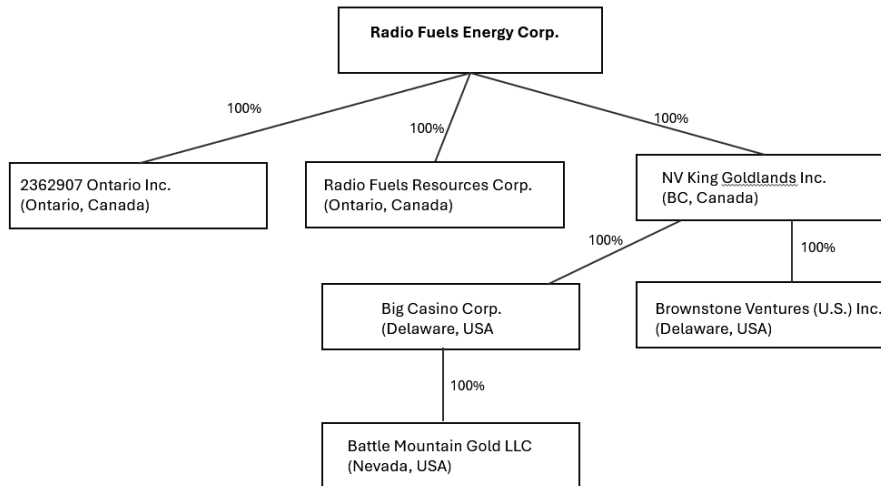 Radio Fuels Energy Corp.
100%
100%
100%
2362907 Ontario Inc.
(Ontario, Canada)
Radio Fuels Resources Corp.
(Ontario, Canada)
NV King Goldlands Inc.
(BC, Canada)
100%
100%
Big Casino Corp.
(Delaware, USA
Brownstone Ventures (U.S.) Inc.
(Delaware, USA)
100%
Battle Mountain Gold LLC
(Nevada, USA)